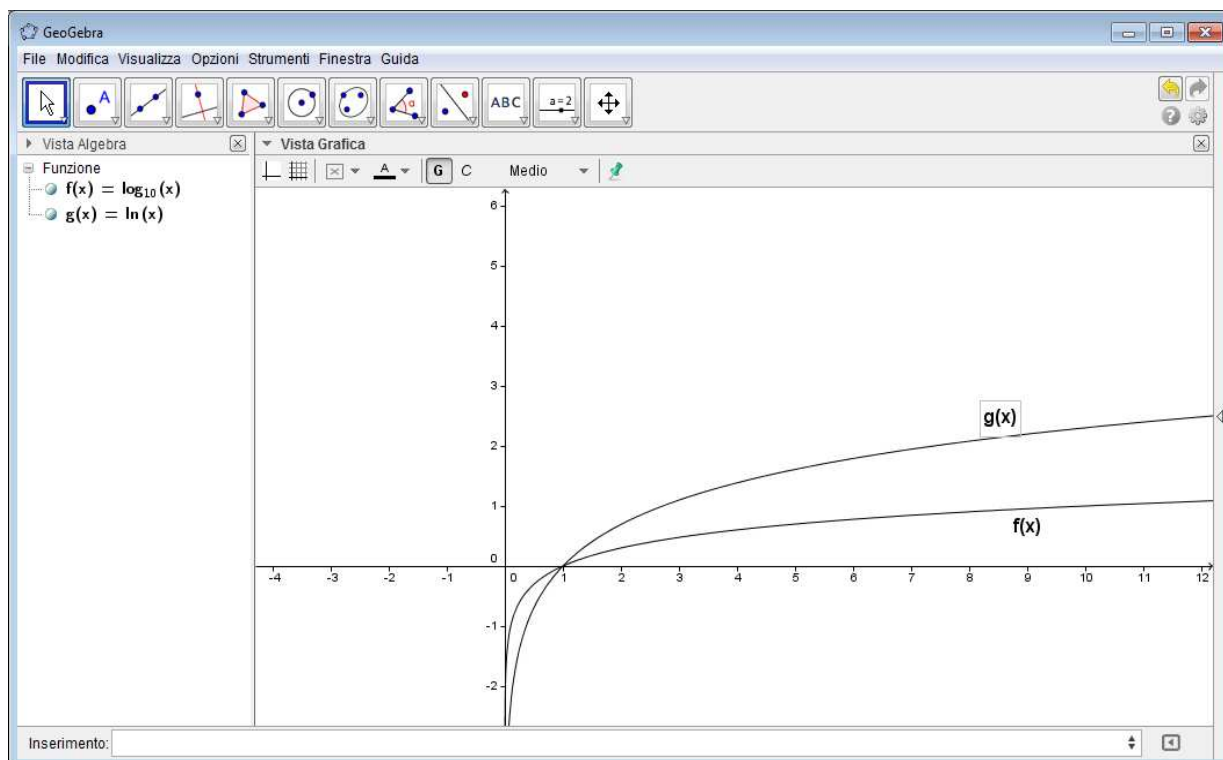 GeoGebra
File Modifica Visualizza Opzioni Strumenti Finestra Guida
A
α
ABC
a=2
?
Vista Algebra
Vista Grafica
Funzione
f(x) = log₁₀(x)
g(x) = ln(x)
A
G
C
Medio
6
5
4
3
g(x)
2
1
f(x)
0
-4 -3 -2 -1 0 1 2 3 4 5 6 7 8 9 10 11 12
-1
-2
Inserimento: